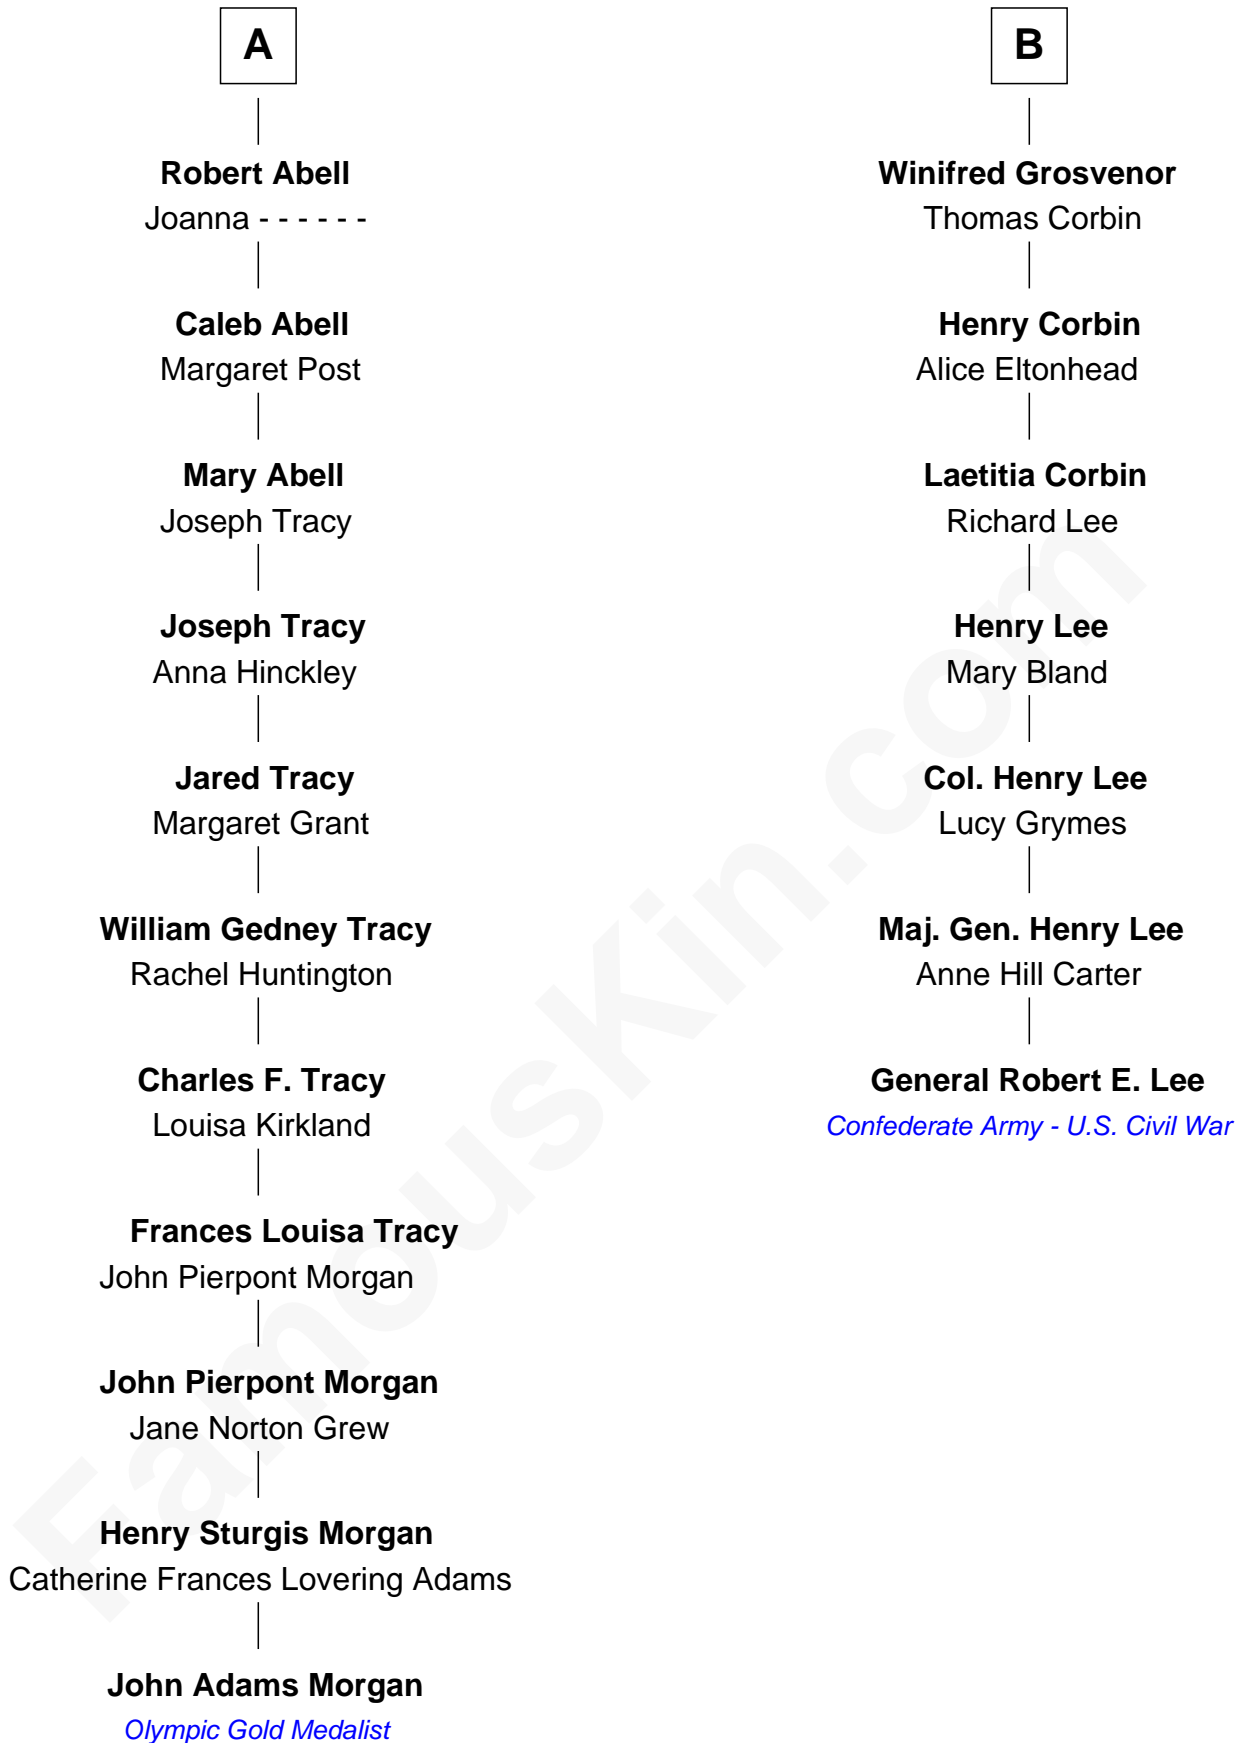 A
Robert Abell
Joanna - - - - - -
Caleb Abell
Margaret Post
Mary Abell
Joseph Tracy
Joseph Tracy
Anna Hinckley
Jared Tracy
Margaret Grant
William Gedney Tracy
Rachel Huntington
Charles F. Tracy
Louisa Kirkland
Frances Louisa Tracy
John Pierpont Morgan
John Pierpont Morgan
Jane Norton Grew
Henry Sturgis Morgan
Catherine Frances Lovering Adams
John Adams Morgan
Olympic Gold Medalist
B
Winifred Grosvenor
Thomas Corbin
Henry Corbin
Alice Eltonhead
Laetitia Corbin
Richard Lee
Henry Lee
Mary Bland
Col. Henry Lee
Lucy Grymes
Maj. Gen. Henry Lee
Anne Hill Carter
General Robert E. Lee
Confederate Army - U.S. Civil War
FamousKin.com